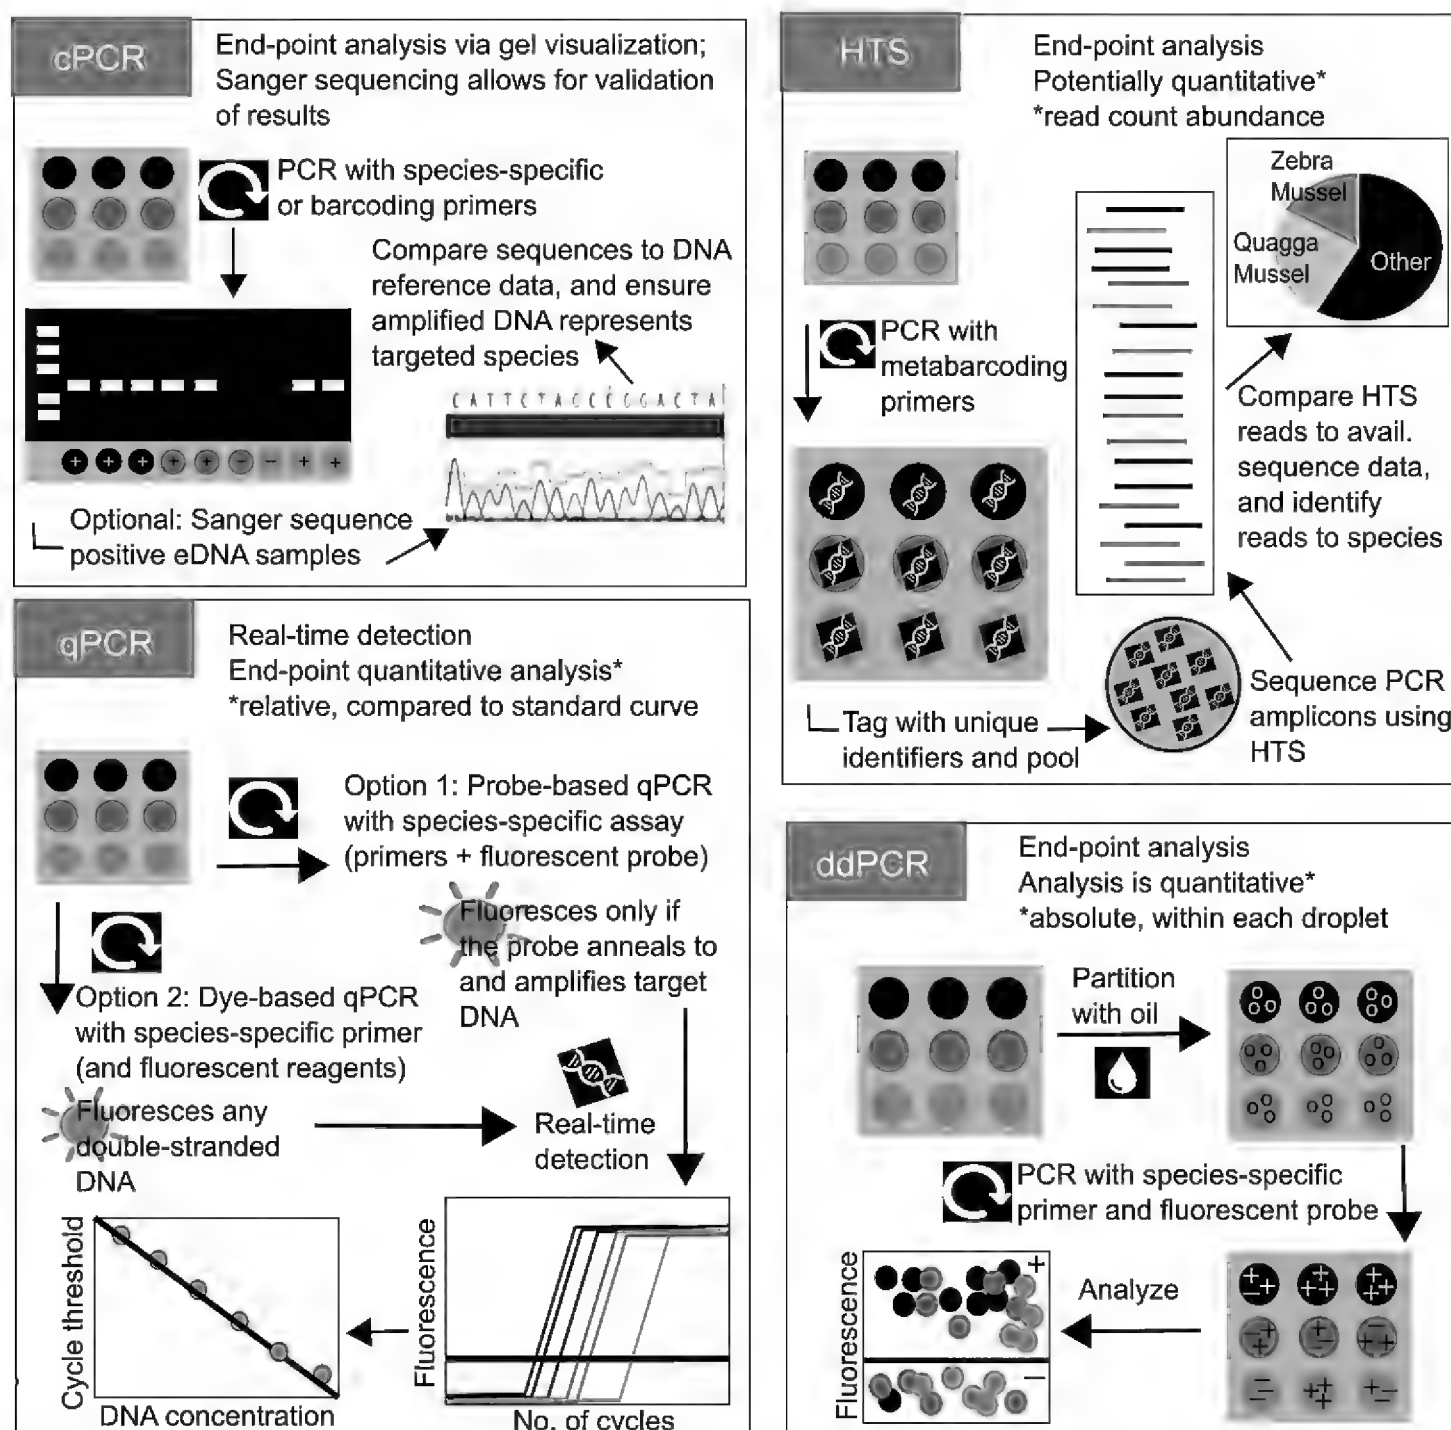 cPCR
End-point analysis via gel visualization;
Sanger sequencing allows for validation
of results
PCR with species-specific
or barcoding primers
Compare sequences to DNA
reference data, and ensure
amplified DNA represents
targeted species
C A T T C T A C C C G G A C T A
+ + + + + − − + +
Optional: Sanger sequence
positive eDNA samples
qPCR
Real-time detection
End-point quantitative analysis*
*relative, compared to standard curve
Option 1: Probe-based qPCR
with species-specific assay
(primers + fluorescent probe)
Fluoresces only if
the probe anneals to
and amplifies target
DNA
Option 2: Dye-based qPCR
with species-specific primer
(and fluorescent reagents)
Fluoresces any
double-stranded
DNA
Real-time
detection
Cycle threshold
DNA concentration
Fluorescence
No. of cycles
HTS
End-point analysis
Potentially quantitative*
*read count abundance
Zebra
Mussel
Quagga
Mussel
Other
PCR with
metabarcoding
primers
Compare HTS
reads to avail.
sequence data,
and identify
reads to species
Tag with unique
identifiers and pool
Sequence PCR
amplicons using
HTS
ddPCR
End-point analysis
Analysis is quantitative*
*absolute, within each droplet
Partition
with oil
PCR with species-specific
primer and fluorescent probe
Analyze
Fluorescence
+
−